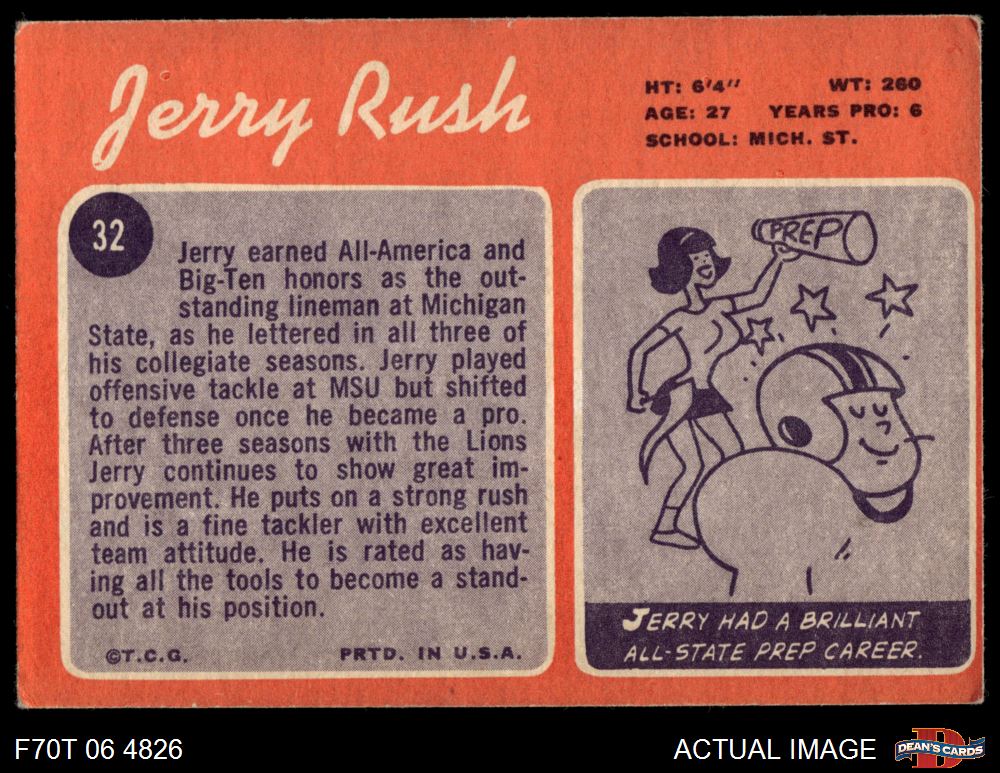 Jerry Rush
HT: 6'4'' WT: 260
AGE: 27 YEARS PRO: 6
SCHOOL: MICH. ST.
32
Jerry earned All-America and
Big-Ten honors as the out-
standing lineman at Michigan
State, as he lettered in all three of
his collegiate seasons. Jerry played
offensive tackle at MSU but shifted
to defense once he became a pro.
After three seasons with the Lions
Jerry continues to show great im-
provement. He puts on a strong rush
and is a fine tackler with excellent
team attitude. He is rated as hav-
ing all the tools to become a stand-
out at his position.
©T.C.G. PRTD. IN U.S.A.
PREP
JERRY HAD A BRILLIANT
ALL-STATE PREP CAREER.
F70T 06 4826
ACTUAL IMAGE
D
DEAN'S CARDS